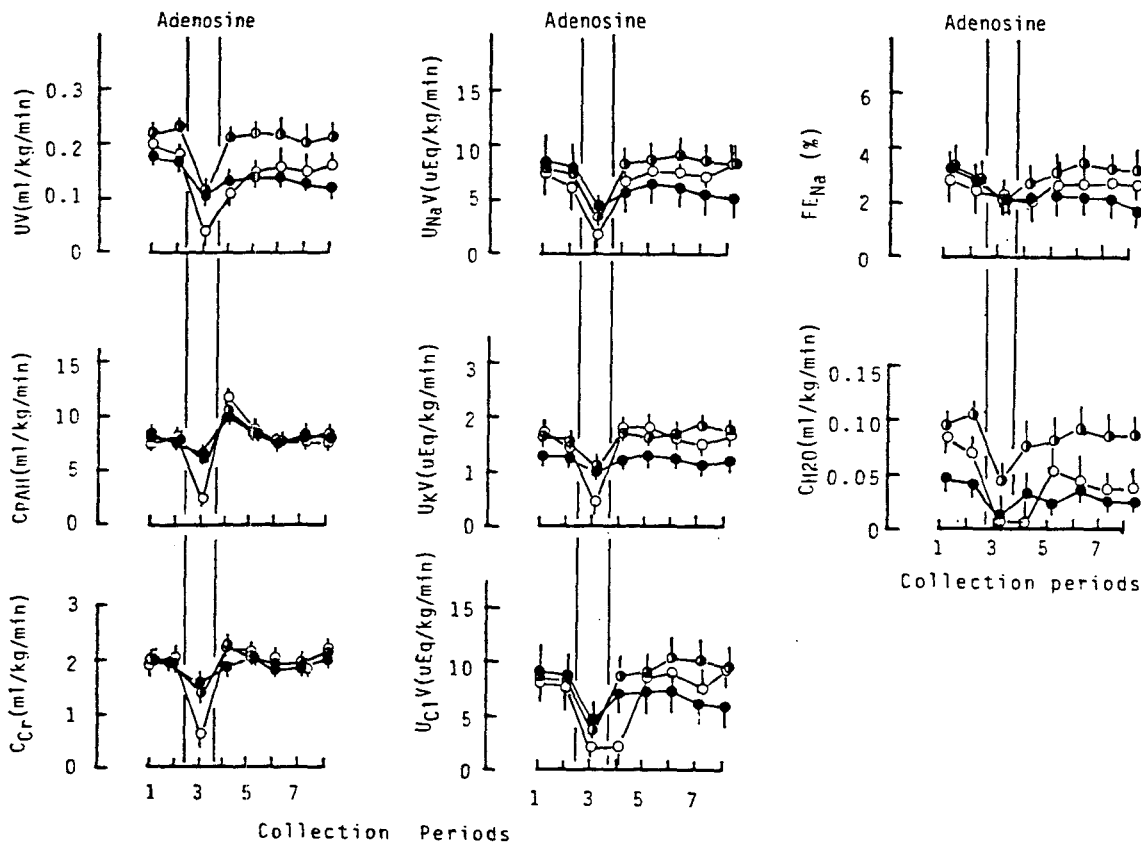 Adenosine
UV(ml/kg/min)
0.3
0.2
0.1
0
CPAH(ml/kg/min)
15
10
5
0
CCr(ml/kg/min)
3
2
1
0
1 3 5 7
Adenosine
UNaV(uEq/kg/min)
15
10
5
0
UKV(uEq/kg/min)
3
2
1
0
UClV(uEq/kg/min)
15
10
5
0
1 3 5 7
Collection Periods
Adenosine
FENa (%)
6
4
2
0
CH2O(ml/kg/min)
0.15
0.10
0.05
0
1 3 5 7
Collection periods